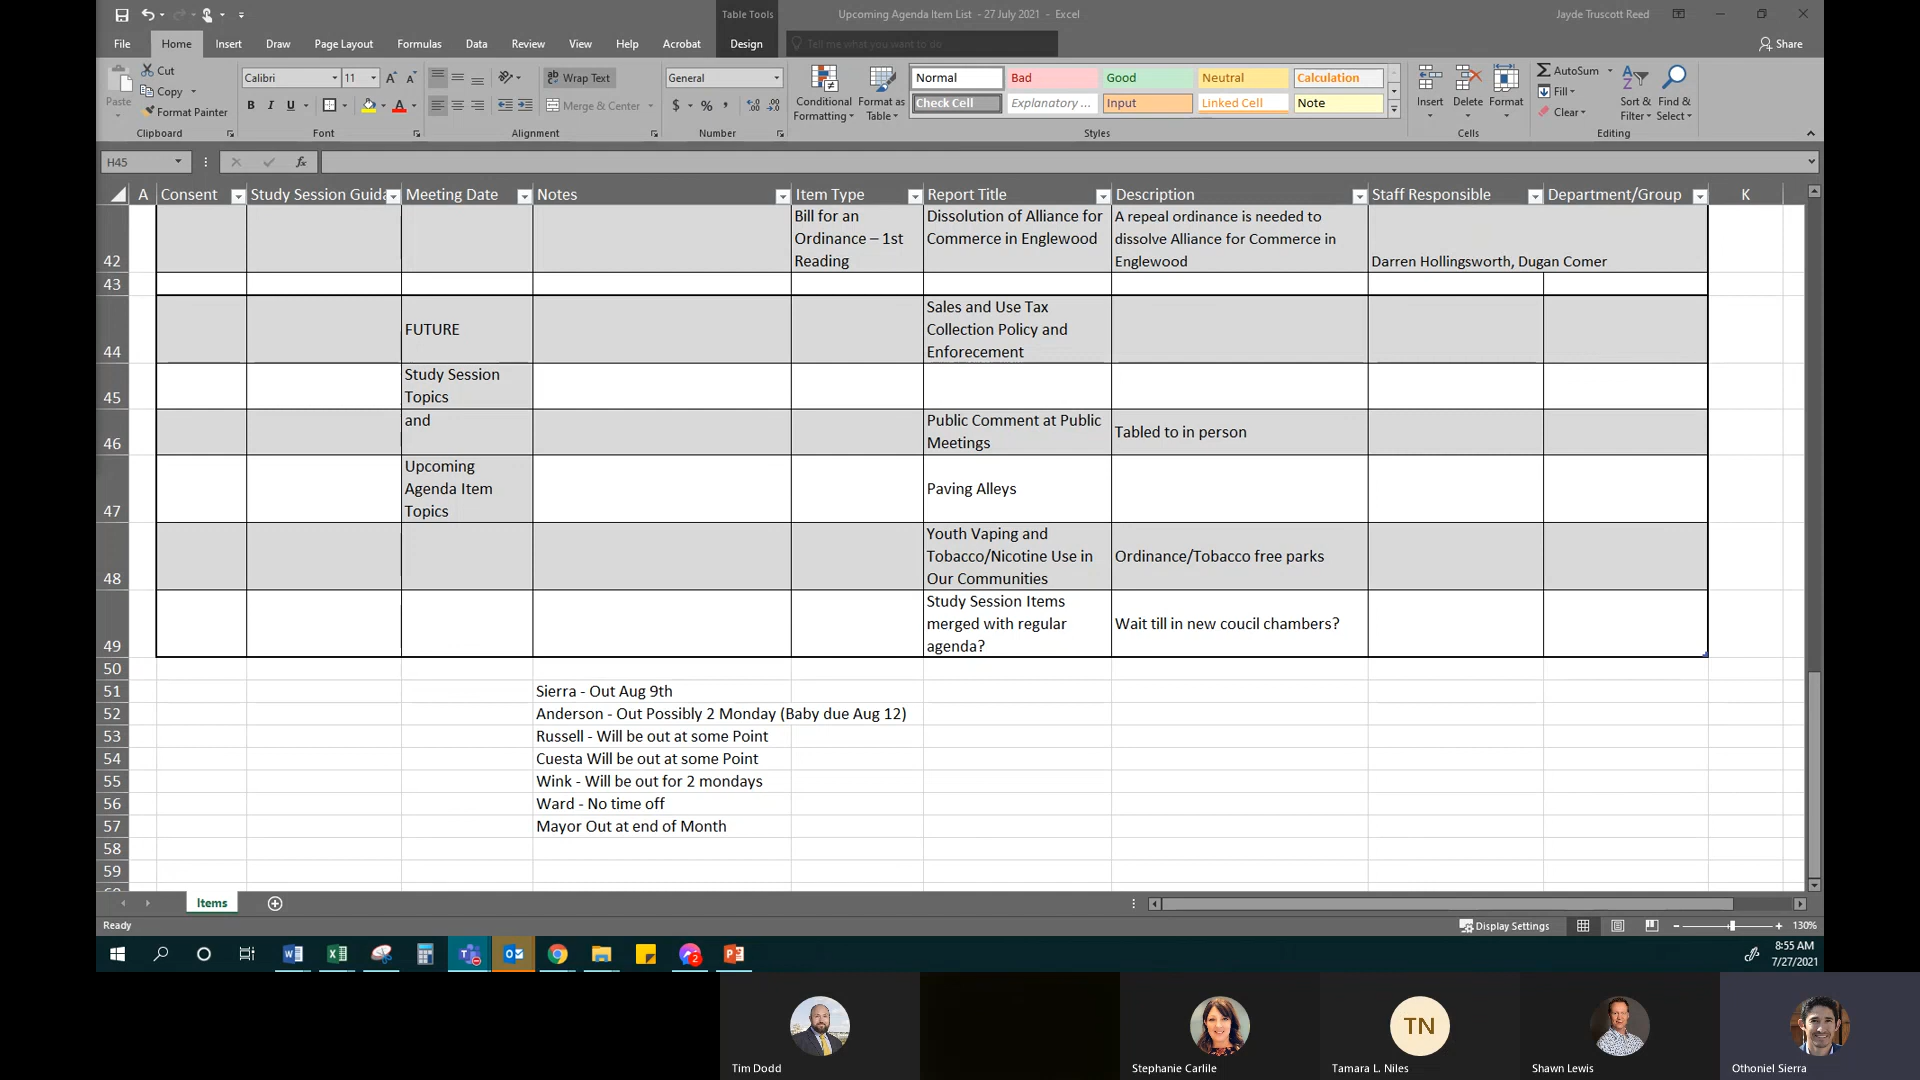 Table Tools
Upcoming Agenda Item List - 27 July 2021 - Excel
Jayde Truscott Reed
File Home Insert Draw Page Layout Formulas Data Review View Help Acrobat Design Tell me what you want to do Share
Cut
Copy
Format Painter
Paste
Clipboard
Calibri 11
B I U
Font
Wrap Text
Merge & Center
Alignment
General
$ %
Number
Conditional Formatting
Format as Table
Normal Bad Good Neutral Calculation
Check Cell Explanatory ... Input Linked Cell Note
Styles
Insert Delete Format
Cells
AutoSum
Fill
Clear
Sort & Filter
Find & Select
Editing
H45 fx
A Consent Study Session Guida Meeting Date Notes Item Type Report Title Description Staff Responsible Department/Group K
42 Bill for an Ordinance – 1st Reading Dissolution of Alliance for Commerce in Englewood A repeal ordinance is needed to dissolve Alliance for Commerce in Englewood Darren Hollingsworth, Dugan Comer
43
44 FUTURE Sales and Use Tax Collection Policy and Enforecement
45 Study Session Topics
46 and Public Comment at Public Meetings Tabled to in person
47 Upcoming Agenda Item Topics Paving Alleys
48 Youth Vaping and Tobacco/Nicotine Use in Our Communities Ordinance/Tobacco free parks
49 Study Session Items merged with regular agenda? Wait till in new coucil chambers?
50
51 Sierra - Out Aug 9th
52 Anderson - Out Possibly 2 Monday (Baby due Aug 12)
53 Russell - Will be out at some Point
54 Cuesta Will be out at some Point
55 Wink - Will be out for 2 mondays
56 Ward - No time off
57 Mayor Out at end of Month
58
59
Items
Ready
Display Settings
130%
2
8:55 AM
7/27/2021
TN
Tim Dodd
Stephanie Carlile
Tamara L. Niles
Shawn Lewis
Othoniel Sierra